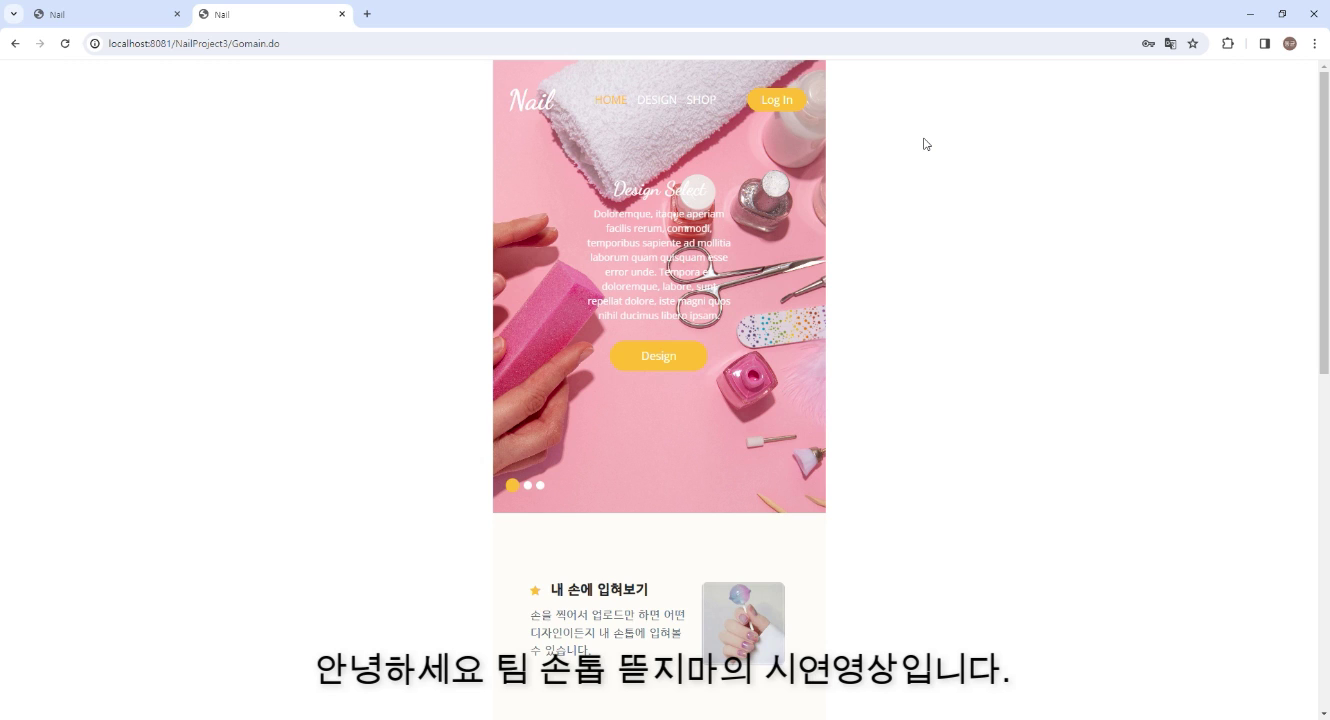 Nail
Nail
localhost:8081/NailProject3/Gomain.do
Nail HOME DESIGN SHOP Log In
Design Select
Doloremque, itaque aperiam
facilis rerum, commodi,
temporibus sapiente ad mollitia
laborum quam quisquam esse
error unde. Tempora ex
doloremque, labore, sunt
repellat dolore, iste magni quos
nihil ducimus libero ipsam.
Design
내 손에 입혀보기
손을 찍어서 업로드만 하면 어떤
디자인이든지 내 손톱에 입혀볼
수 있습니다.
안녕하세요 팀 손톱 뜯지마의 시연영상입니다.